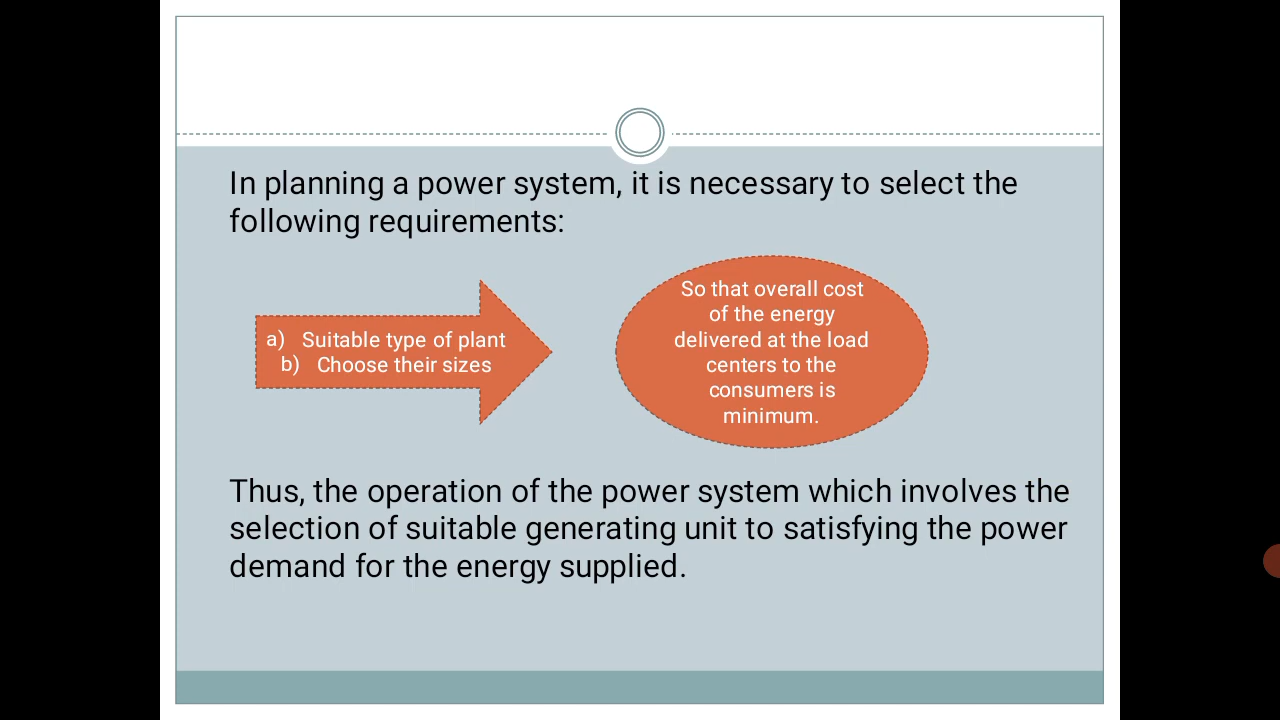 In planning a power system, it is necessary to select the
following requirements:
a) Suitable type of plant
b) Choose their sizes
So that overall cost
of the energy
delivered at the load
centers to the
consumers is
minimum.
Thus, the operation of the power system which involves the
selection of suitable generating unit to satisfying the power
demand for the energy supplied.